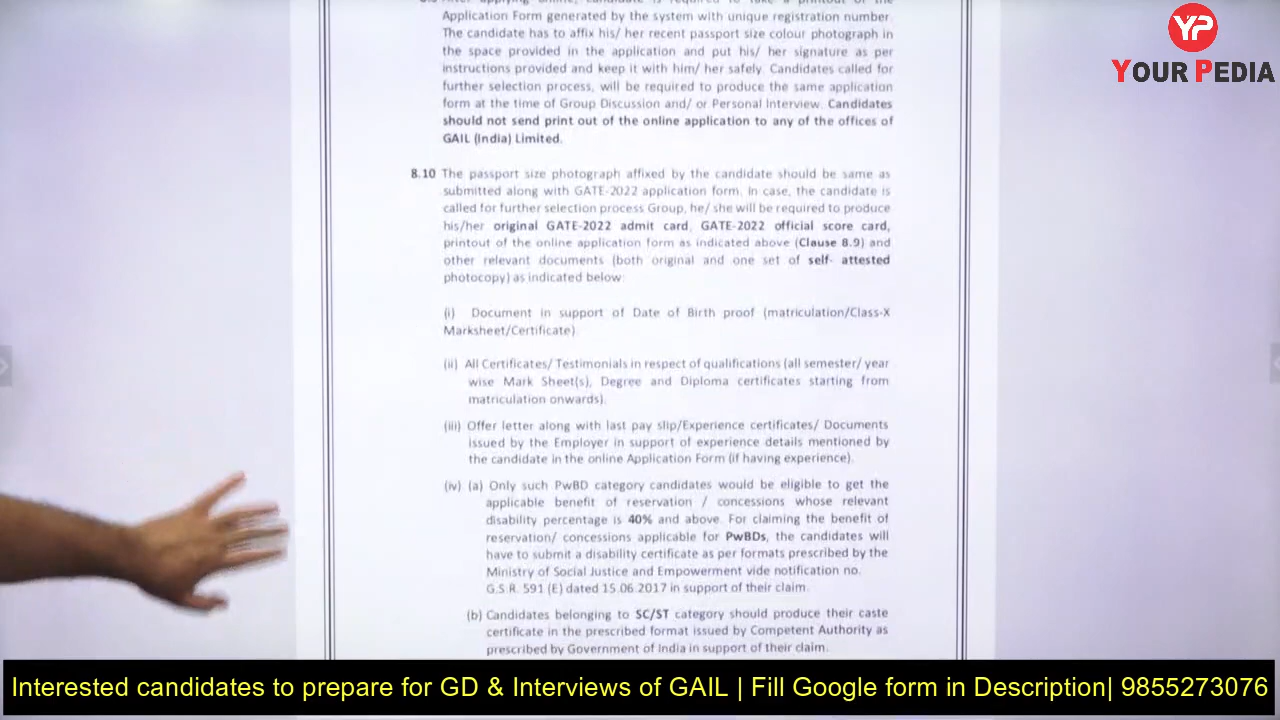 Application Form generated by the system with unique registration number.
The candidate has to affix his/ her recent passport size colour photograph in
the space provided in the application and put his/ her signature as per
instructions provided and keep it with him/ her safely. Candidates called for
further selection process, will be required to produce the same application
form at the time of Group Discussion and/ or Personal Interview. Candidates
should not send print out of the online application to any of the offices of
GAIL (India) Limited.
8.10 The passport size photograph affixed by the candidate should be same as
submitted along with GATE-2022 application form. In case, the candidate is
called for further selection process Group, he/ she will be required to produce
his/her original GATE-2022 admit card, GATE-2022 official score card,
printout of the online application form as indicated above (Clause 8.9) and
other relevant documents (both original and one set of self- attested
photocopy) as indicated below:
(i) Document in support of Date of Birth proof (matriculation/Class-X
Marksheet/Certificate).
(ii) All Certificates/ Testimonials in respect of qualifications (all semester/ year
wise Mark Sheet(s), Degree and Diploma certificates starting from
matriculation onwards).
(iii) Offer letter along with last pay slip/Experience certificates/ Documents
issued by the Employer in support of experience details mentioned by
the candidate in the online Application Form (if having experience).
(iv) (a) Only such PwBD category candidates would be eligible to get the
applicable benefit of reservation / concessions whose relevant
disability percentage is 40% and above. For claiming the benefit of
reservation/ concessions applicable for PwBDs, the candidates will
have to submit a disability certificate as per formats prescribed by the
Ministry of Social Justice and Empowerment vide notification no.
G.S.R. 591 (E) dated 15.06.2017 in support of their claim.
(b) Candidates belonging to SC/ST category should produce their caste
certificate in the prescribed format issued by Competent Authority as
prescribed by Government of India in support of their claim.
YP
YOUR PEDIA
Interested candidates to prepare for GD & Interviews of GAIL | Fill Google form in Description| 9855273076